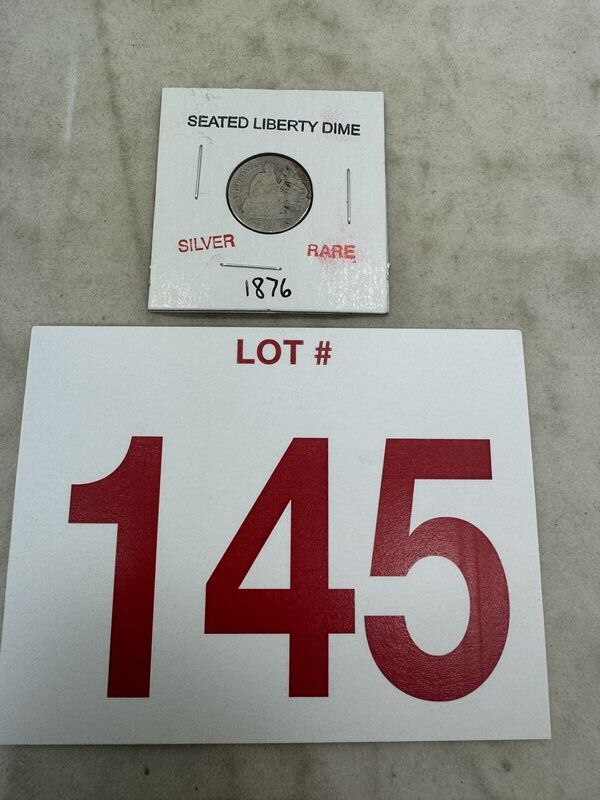 SEATED LIBERTY DIME
SILVER RARE
1876
LOT #
145